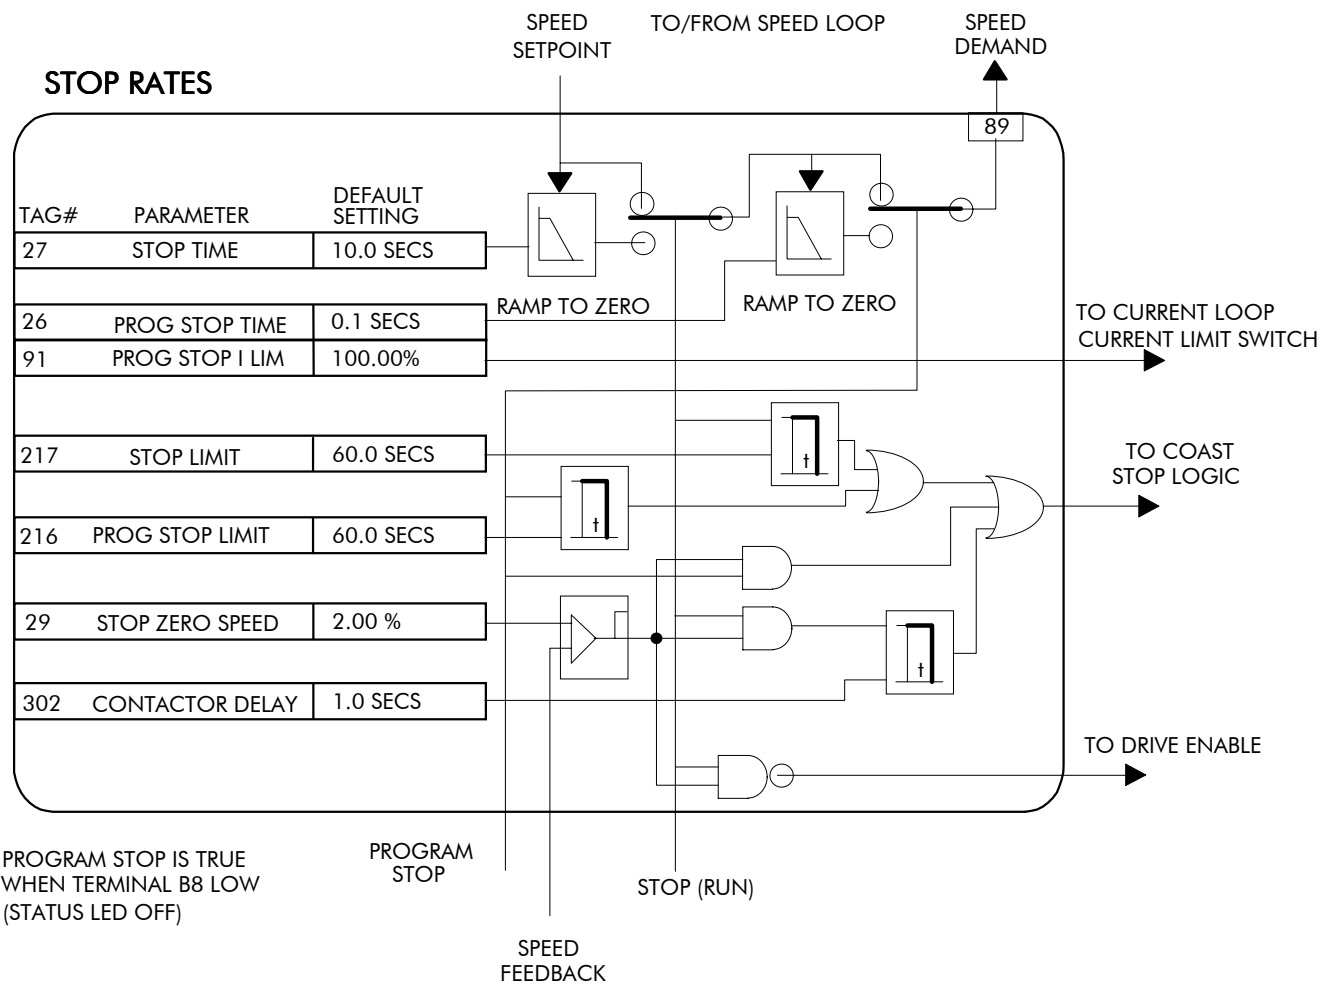 SPEED
SETPOINT
TO/FROM SPEED LOOP
SPEED
DEMAND
STOP RATES
89
TAG#
PARAMETER
DEFAULT
SETTING
27
STOP TIME
10.0 SECS
RAMP TO ZERO
RAMP TO ZERO
26
PROG STOP TIME
0.1 SECS
TO CURRENT LOOP
CURRENT LIMIT SWITCH
91
PROG STOP I LIM
100.00%
217
STOP LIMIT
60.0 SECS
t
TO COAST
STOP LOGIC
216
PROG STOP LIMIT
60.0 SECS
t
29
STOP ZERO SPEED
2.00 %
t
302
CONTACTOR DELAY
1.0 SECS
TO DRIVE ENABLE
PROGRAM STOP IS TRUE
WHEN TERMINAL B8 LOW
(STATUS LED OFF)
PROGRAM
STOP
STOP (RUN)
SPEED
FEEDBACK